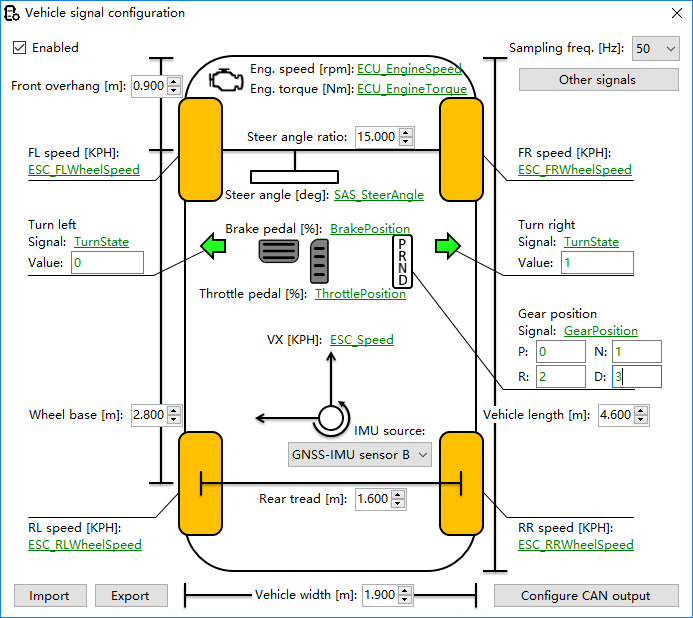 Vehicle signal configuration
Enabled
Sampling freq. [Hz]: 50
Other signals
Front overhang [m]: 0.900
Eng. speed [rpm]: ECU_EngineSpeed
Eng. torque [Nm]: ECU_EngineTorque
Steer angle ratio: 15.000
FL speed [KPH]:
ESC_FLWheelSpeed
FR speed [KPH]:
ESC_FRWheelSpeed
Steer angle [deg]: SAS_SteerAngle
Turn left
Signal: TurnState
Value: 0
Brake pedal [%]: BrakePosition
P
R
N
D
Throttle pedal [%]: ThrottlePosition
Turn right
Signal: TurnState
Value: 1
Gear position
Signal: GearPosition
P: 0 N: 1
R: 2 D: 3
VX [KPH]: ESC_Speed
Wheel base [m]: 2.800
Vehicle length [m]: 4.600
IMU source:
GNSS-IMU sensor B
Rear tread [m]: 1.600
RL speed [KPH]:
ESC_RLWheelSpeed
RR speed [KPH]:
ESC_RRWheelSpeed
Import
Export
Vehicle width [m]: 1.900
Configure CAN output